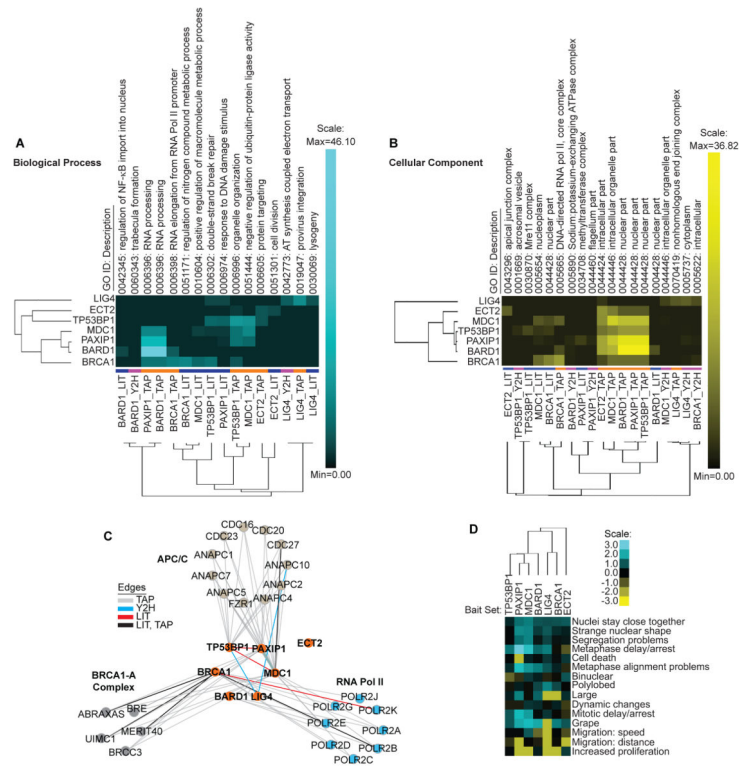 A
Biological Process
GO ID: Description
0042345: regulation of NF-κB import into nucleus
0060343: trabecula formation
0006396: RNA processing
0006396: RNA processing
0006398: RNA elongation from RNA Pol II promoter
0051171: regulation of nitrogen compound metabolic process
0010604: positive regulation of macromolecule metabolic process
0006302: double-strand break repair
0006974: response to DNA damage stimulus
0006996: organelle organization
0051444: negative regulation of ubiquitin-protein ligase activity
0006605: protein targeting
0051301: cell division
0042773: AT synthesis coupled electron transport
0019047: provirus integration
0030069: lysogeny
Scale:
Max=46.10
Min=0.00
LIG4
ECT2
TP53BP1
MDC1
PAXIP1
BARD1
BRCA1
BARD1_LIT
BARD1_Y2H
PAXIP1_TAP
BARD1_TAP
BRCA1_TAP
BRCA1_LIT
MDC1_LIT
TP53BP1_LIT
PAXIP1_LIT
TP53BP1_TAP
MDC1_TAP
ECT2_TAP
ECT2_LIT
LIG4_Y2H
LIG4_TAP
LIG4_LIT
B
Cellular Component
GO ID: Description
0043296: apical junction complex
0001669: acrosomal vesicle
0030870: Mre11 complex
0005654: nucleoplasm
0044428: nuclear part
0005665: DNA-directed RNA pol II, core complex
0005890: Sodium:potassium-exchanging ATPase complex
0034708: methyltransferase complex
0044460: flagellum part
0044424: intracellular part
0044446: intracellular organelle part
0044428: nuclear part
0044428: nuclear part
0044428: nuclear part
0044428: nuclear part
0044446: intracellular organelle part
0070419: nonhomologous end joining complex
0005737: cytoplasm
0005622: intracellular
Scale:
Max=36.82
Min=0.00
LIG4
ECT2
MDC1
TP53BP1
PAXIP1
BARD1
BRCA1
ECT2_LIT
TP53BP1_Y2H
TP53BP1_LIT
MDC1_LIT
BRCA1_LIT
BRCA1_TAP
BARD1_Y2H
PAXIP1_LIT
PAXIP1_Y2H
ECT2_TAP
MDC1_TAP
BARD1_TAP
PAXIP1_TAP
TP53BP1_TAP
BARD1_LIT
MDC1_Y2H
LIG4_TAP
LIG4_Y2H
BRCA1_Y2H
C
Edges
TAP
Y2H
LIT
LIT, TAP
APC/C
CDC16
CDC20
CDC23
CDC27
ANAPC1
ANAPC10
ANAPC7
ANAPC2
ANAPC5
FZR1
ANAPC4
TP53BP1
PAXIP1
ECT2
BRCA1
MDC1
BARD1
LIG4
BRCA1-A
Complex
ABRAXAS
BRE
UIMC1
MERIT40
BRCC3
RNA Pol II
POLR2J
POLR2G
POLR2K
POLR2E
POLR2A
POLR2D
POLR2B
POLR2C
D
Scale:
3.0
2.0
1.0
0.0
-1.0
-2.0
-3.0
Bait Set:
TP53BP1
PAXIP1
MDC1
BARD1
LIG4
BRCA1
ECT2
Nuclei stay close together
Strange nuclear shape
Segregation problems
Metaphase delay/arrest
Cell death
Metaphase alignment problems
Binuclear
Polylobed
Large
Dynamic changes
Mitotic delay/arrest
Grape
Migration: speed
Migration: distance
Increased proliferation